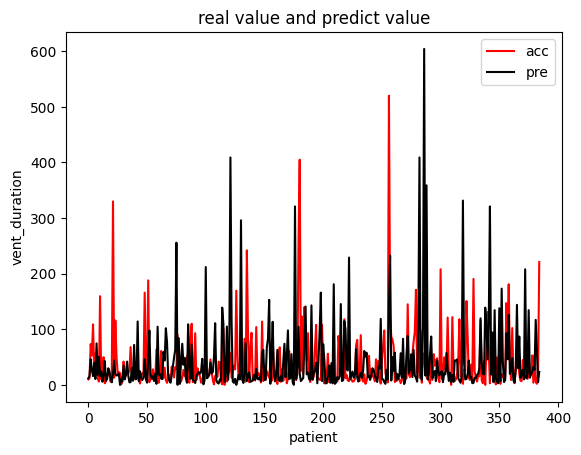 real value and predict value
acc
pre
600
500
400
300
200
100
0
vent_duration
0 50 100 150 200 250 300 350 400
patient